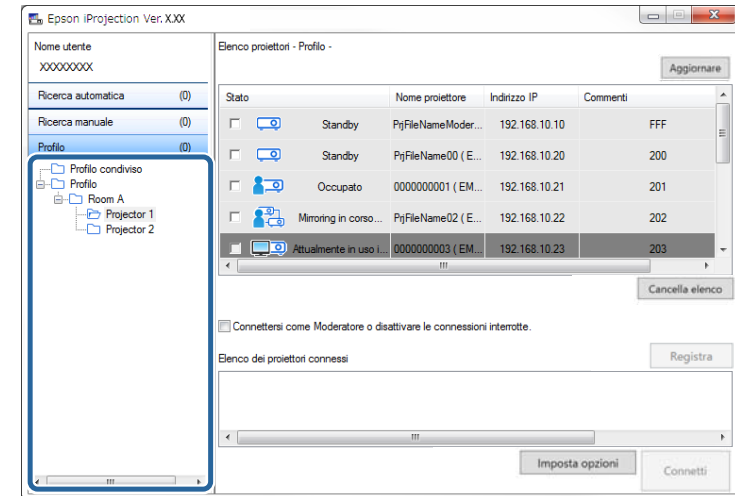 Epson iProjection Ver. X.XX
Nome utente
XXXXXXXX
Ricerca automatica (0)
Ricerca manuale (0)
Profilo (0)
Profilo condiviso
Profilo
Room A
Projector 1
Projector 2
Elenco proiettori - Profilo -
Aggiornare
Stato Nome proiettore Indirizzo IP Commenti
Standby PrjFileNameModer... 192.168.10.10 FFF
Standby PrjFileName00 ( E... 192.168.10.20 200
Occupato 0000000001 ( EM... 192.168.10.21 201
Mirroring in corso... PrjFileName02 ( E... 192.168.10.22 202
Attualmente in uso i... 0000000003 ( EM... 192.168.10.23 203
Cancella elenco
Connettersi come Moderatore o disattivare le connessioni interrotte.
Elenco dei proiettori connessi
Registra
Imposta opzioni
Connetti